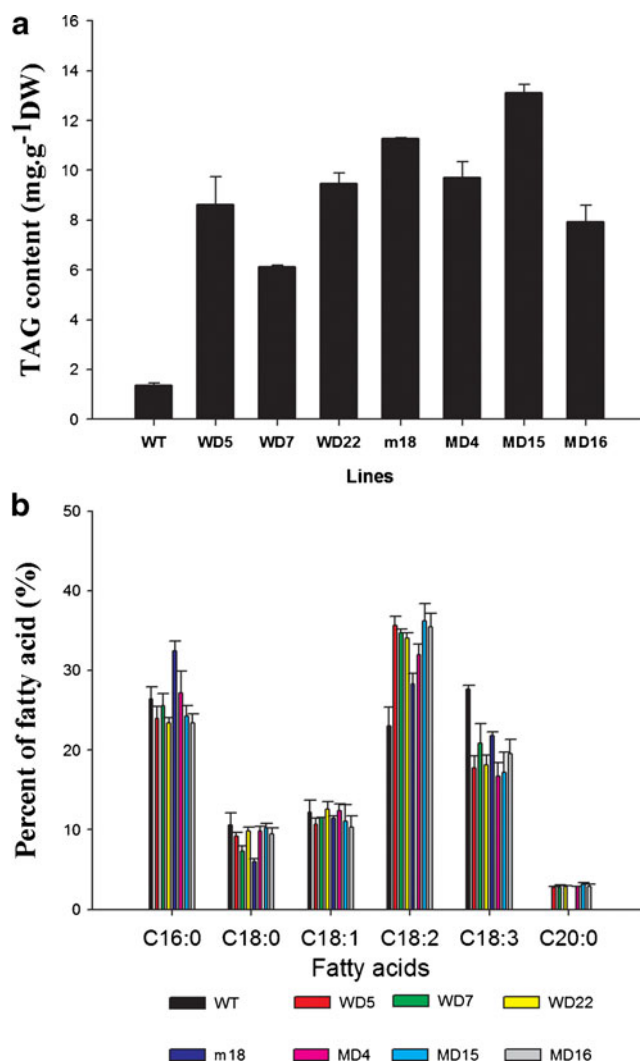 a
TAG content (mg.g⁻¹DW)
16
14
12
10
8
6
4
2
0
WT WD5 WD7 WD22 m18 MD4 MD15 MD16
Lines
b
Percent of fatty acid (%)
50
40
30
20
10
0
C16:0 C18:0 C18:1 C18:2 C18:3 C20:0
Fatty acids
WT WD5 WD7 WD22
m18 MD4 MD15 MD16